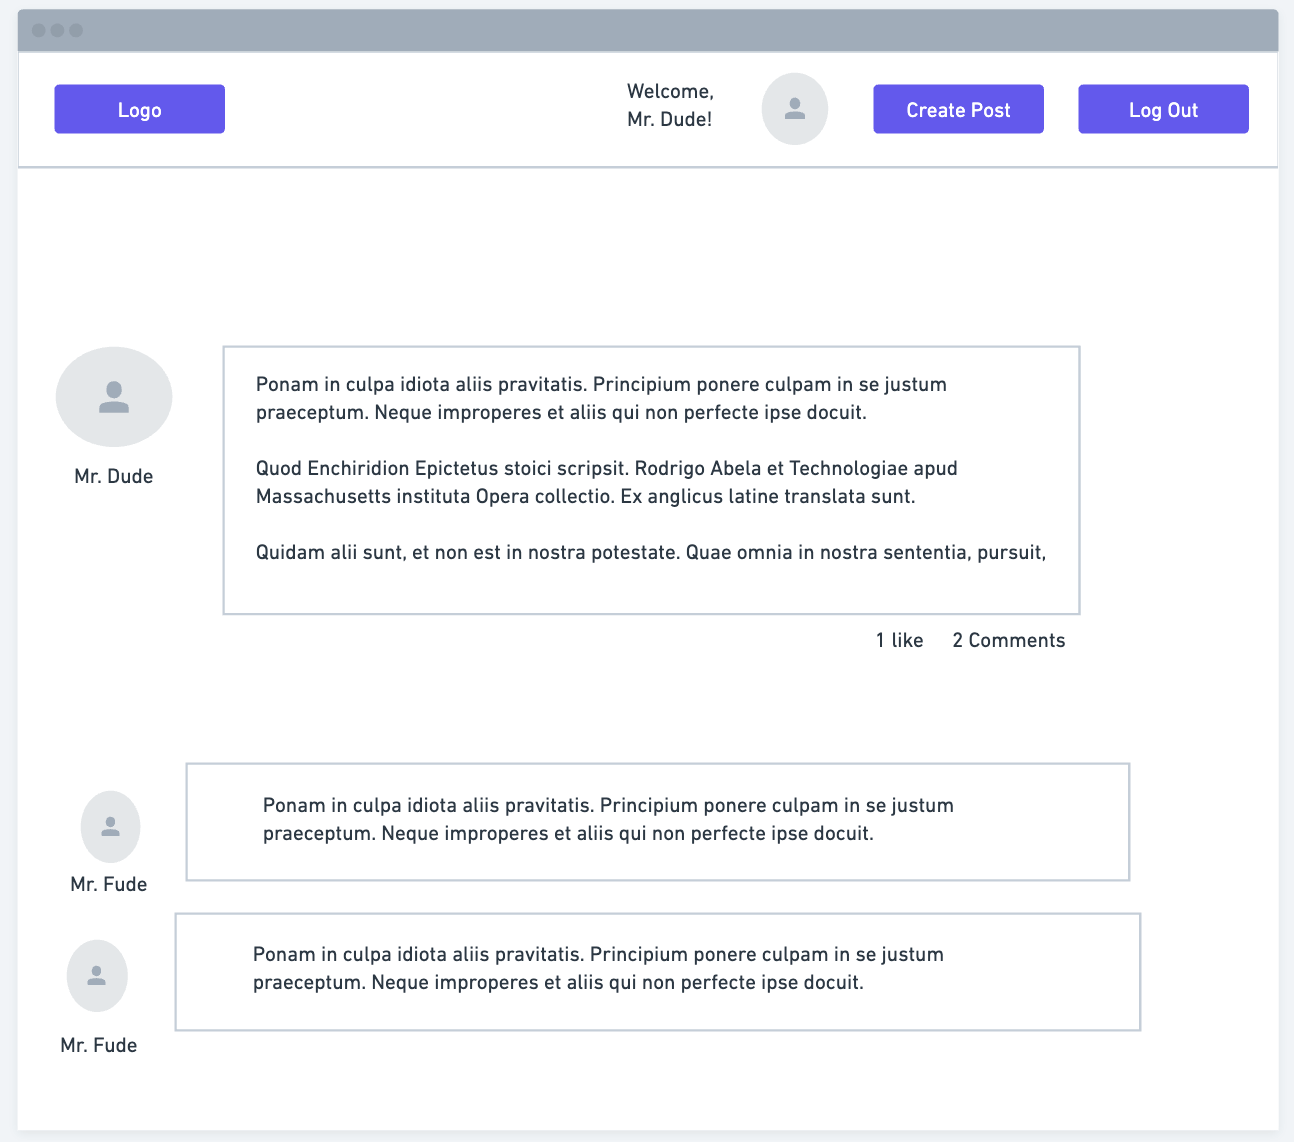 Logo
Welcome,
Mr. Dude!
Create Post
Log Out
Ponam in culpa idiota aliis pravitatis. Principium ponere culpam in se justum
praeceptum. Neque improperes et aliis qui non perfecte ipse docuit.
Quod Enchiridion Epictetus stoici scripsit. Rodrigo Abela et Technologiae apud
Massachusetts instituta Opera collectio. Ex anglicus latine translata sunt.
Quidam alii sunt, et non est in nostra potestate. Quae omnia in nostra sententia, pursuit,
Mr. Dude
1 like
2 Comments
Ponam in culpa idiota aliis pravitatis. Principium ponere culpam in se justum
praeceptum. Neque improperes et aliis qui non perfecte ipse docuit.
Mr. Fude
Ponam in culpa idiota aliis pravitatis. Principium ponere culpam in se justum
praeceptum. Neque improperes et aliis qui non perfecte ipse docuit.
Mr. Fude